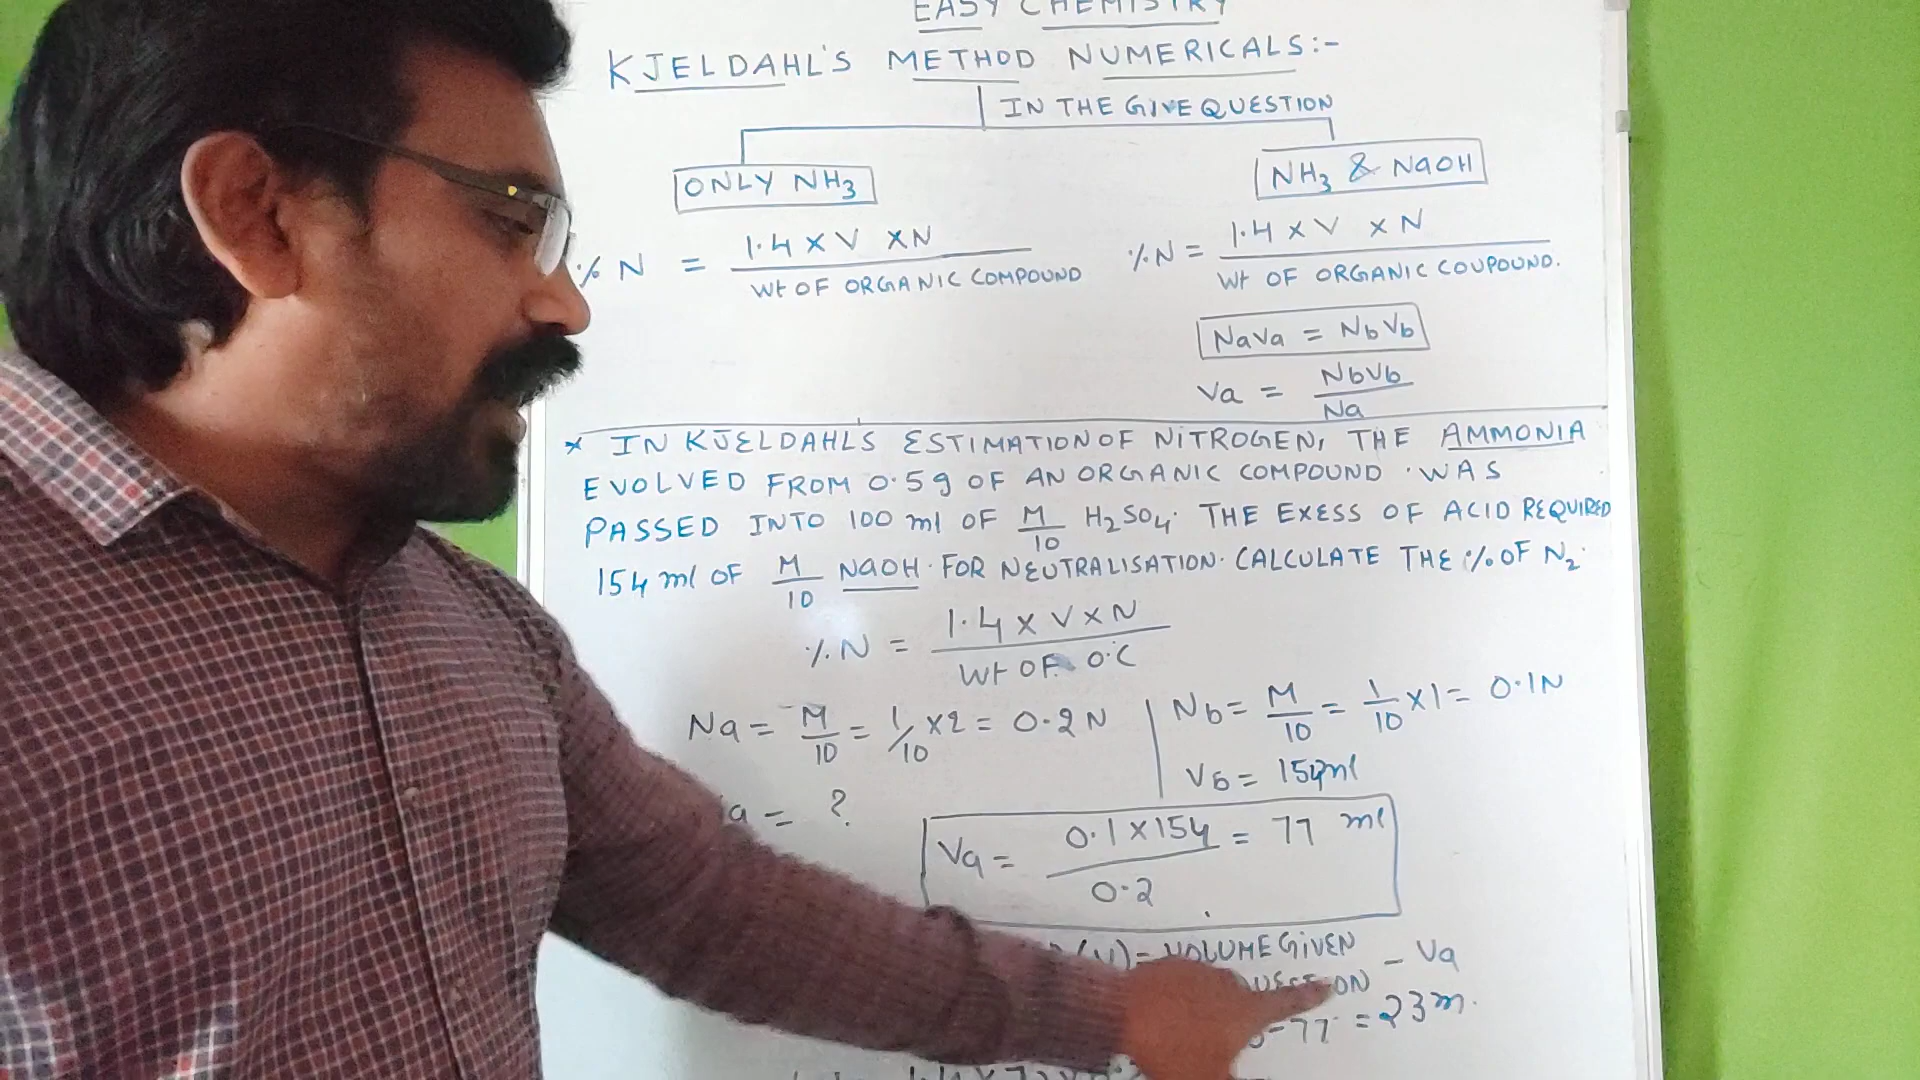 EASY CHEMISTRY
KJELDAHL'S METHOD NUMERICALS:-
IN THE GIVE QUESTION
ONLY NH₃
NH₃ & NaOH
% N = 1.4 x V x N / Wt OF ORGANIC COMPOUND
% N = 1.4 x V x N / Wt OF ORGANIC COUPOUND.
NaVa = NbVb
Va = NbVb / Na
* IN KJELDAHLS ESTIMATION OF NITROGEN, THE AMMONIA
EVOLVED FROM 0.5g OF AN ORGANIC COMPOUND . WAS
PASSED INTO 100 ml OF M/10 H₂SO₄. THE EXESS OF ACID REQUIRED
154 ml OF M/10 NaOH. FOR NEUTRALISATION. CALCULATE THE % OF N₂.
% N = 1.4 x V x N / Wt OF O.C
Na = M/10 = 1/10 x 2 = 0.2 N
Nb = M/10 = 1/10 x 1 = 0.1N
Vb = 154ml
a = ?
Va = 0.1 x 154 / 0.2 = 77 ml
(V) = VOLUME GIVEN - Va
-77 = 23 m.